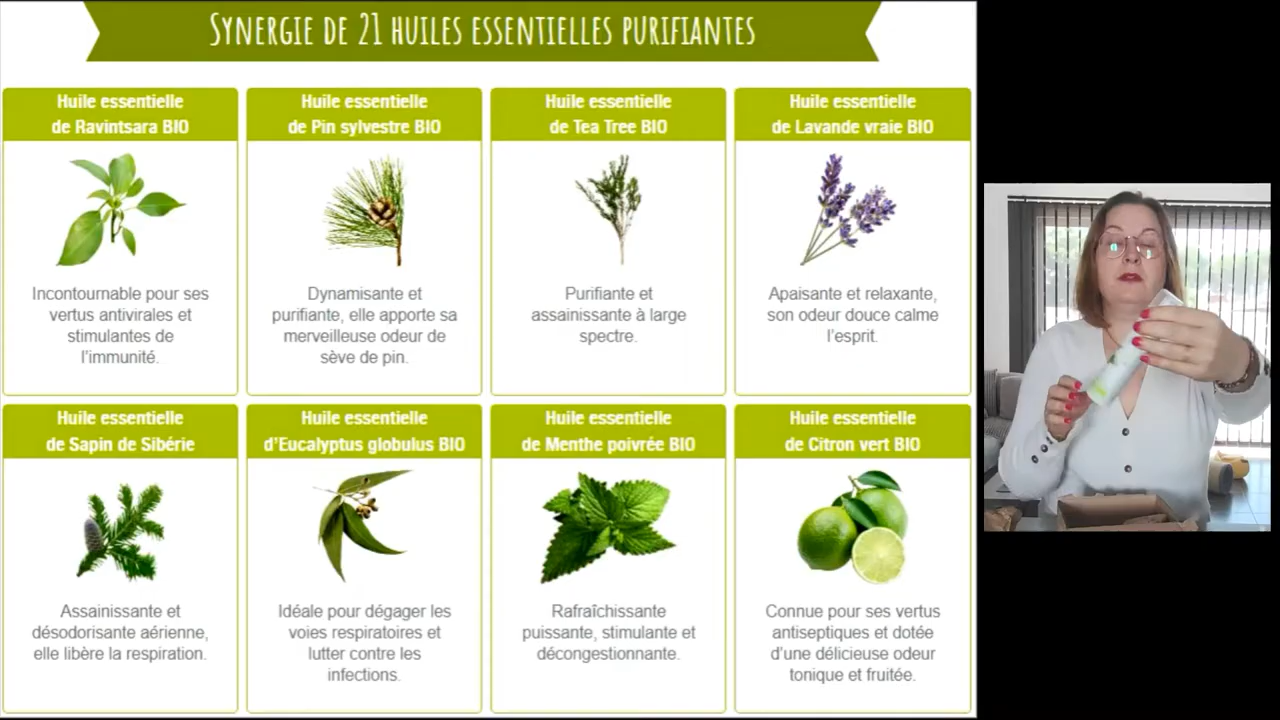 Synergie de 21 huiles essentielles purifiantes
Huile essentielle
de Ravintsara BIO
Incontournable pour ses
vertus antivirales et
stimulantes de
l'immunité.
Huile essentielle
de Pin sylvestre BIO
Dynamisante et
purifiante, elle apporte sa
merveilleuse odeur de
sève de pin.
Huile essentielle
de Tea Tree BIO
Purifiante et
assainissante à large
spectre.
Huile essentielle
de Lavande vraie BIO
Apaisante et relaxante,
son odeur douce calme
l'esprit.
Huile essentielle
de Sapin de Sibérie
Assainissante et
désodorisante aérienne,
elle libère la respiration.
Huile essentielle
d'Eucalyptus globulus BIO
Idéale pour dégager les
voies respiratoires et
lutter contre les
infections.
Huile essentielle
de Menthe poivrée BIO
Rafraîchissante
puissante, stimulante et
décongestionnante.
Huile essentielle
de Citron vert BIO
Connue pour ses vertus
antiseptiques et dotée
d'une délicieuse odeur
tonique et fruitée.